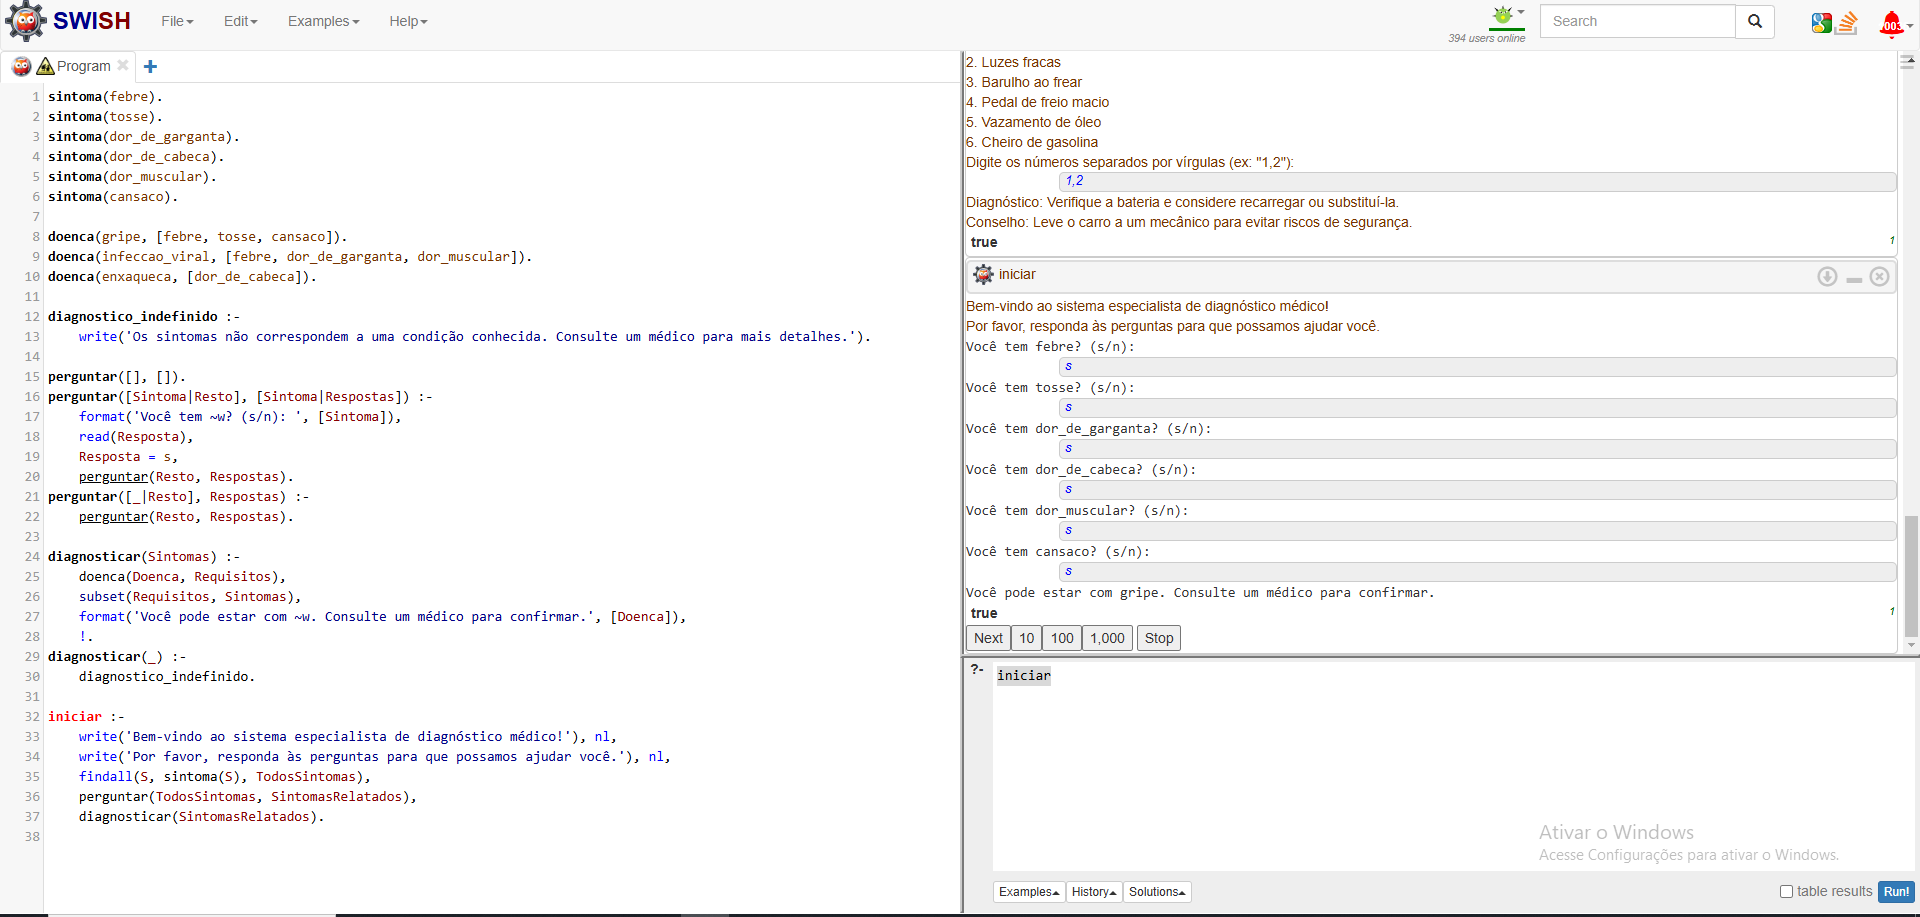 SWISH File Edit Examples Help 394 users online Search
Program
1 sintoma(febre).
2 sintoma(tosse).
3 sintoma(dor_de_garganta).
4 sintoma(dor_de_cabeca).
5 sintoma(dor_muscular).
6 sintoma(cansaco).
7
8 doenca(gripe, [febre, tosse, cansaco]).
9 doenca(infeccao_viral, [febre, dor_de_garganta, dor_muscular]).
10 doenca(enxaqueca, [dor_de_cabeca]).
11
12 diagnostico_indefinido :-
13 write('Os sintomas não correspondem a uma condição conhecida. Consulte um médico para mais detalhes.').
14
15 perguntar([], []).
16 perguntar([Sintoma|Resto], [Sintoma|Respostas]) :-
17 format('Você tem ~w? (s/n): ', [Sintoma]),
18 read(Resposta),
19 Resposta = s,
20 perguntar(Resto, Respostas).
21 perguntar([_|Resto], Respostas) :-
22 perguntar(Resto, Respostas).
23
24 diagnosticar(Sintomas) :-
25 doenca(Doenca, Requisitos),
26 subset(Requisitos, Sintomas),
27 format('Você pode estar com ~w. Consulte um médico para confirmar.', [Doenca]),
28 !.
29 diagnosticar(_) :-
30 diagnostico_indefinido.
31
32 iniciar :-
33 write('Bem-vindo ao sistema especialista de diagnóstico médico!'), nl,
34 write('Por favor, responda às perguntas para que possamos ajudar você.'), nl,
35 findall(S, sintoma(S), TodosSintomas),
36 perguntar(TodosSintomas, SintomasRelatados),
37 diagnosticar(SintomasRelatados).
38
2. Luzes fracas
3. Barulho ao frear
4. Pedal de freio macio
5. Vazamento de óleo
6. Cheiro de gasolina
Digite os números separados por vírgulas (ex: "1,2"):
1,2
Diagnóstico: Verifique a bateria e considere recarregar ou substituí-la.
Conselho: Leve o carro a um mecânico para evitar riscos de segurança.
true 1
iniciar
Bem-vindo ao sistema especialista de diagnóstico médico!
Por favor, responda às perguntas para que possamos ajudar você.
Você tem febre? (s/n):
s
Você tem tosse? (s/n):
s
Você tem dor_de_garganta? (s/n):
s
Você tem dor_de_cabeca? (s/n):
s
Você tem dor_muscular? (s/n):
s
Você tem cansaco? (s/n):
s
Você pode estar com gripe. Consulte um médico para confirmar.
true 1
Next 10 100 1,000 Stop
?- iniciar
Ativar o Windows
Acesse Configurações para ativar o Windows.
Examples History Solutions table results Run!